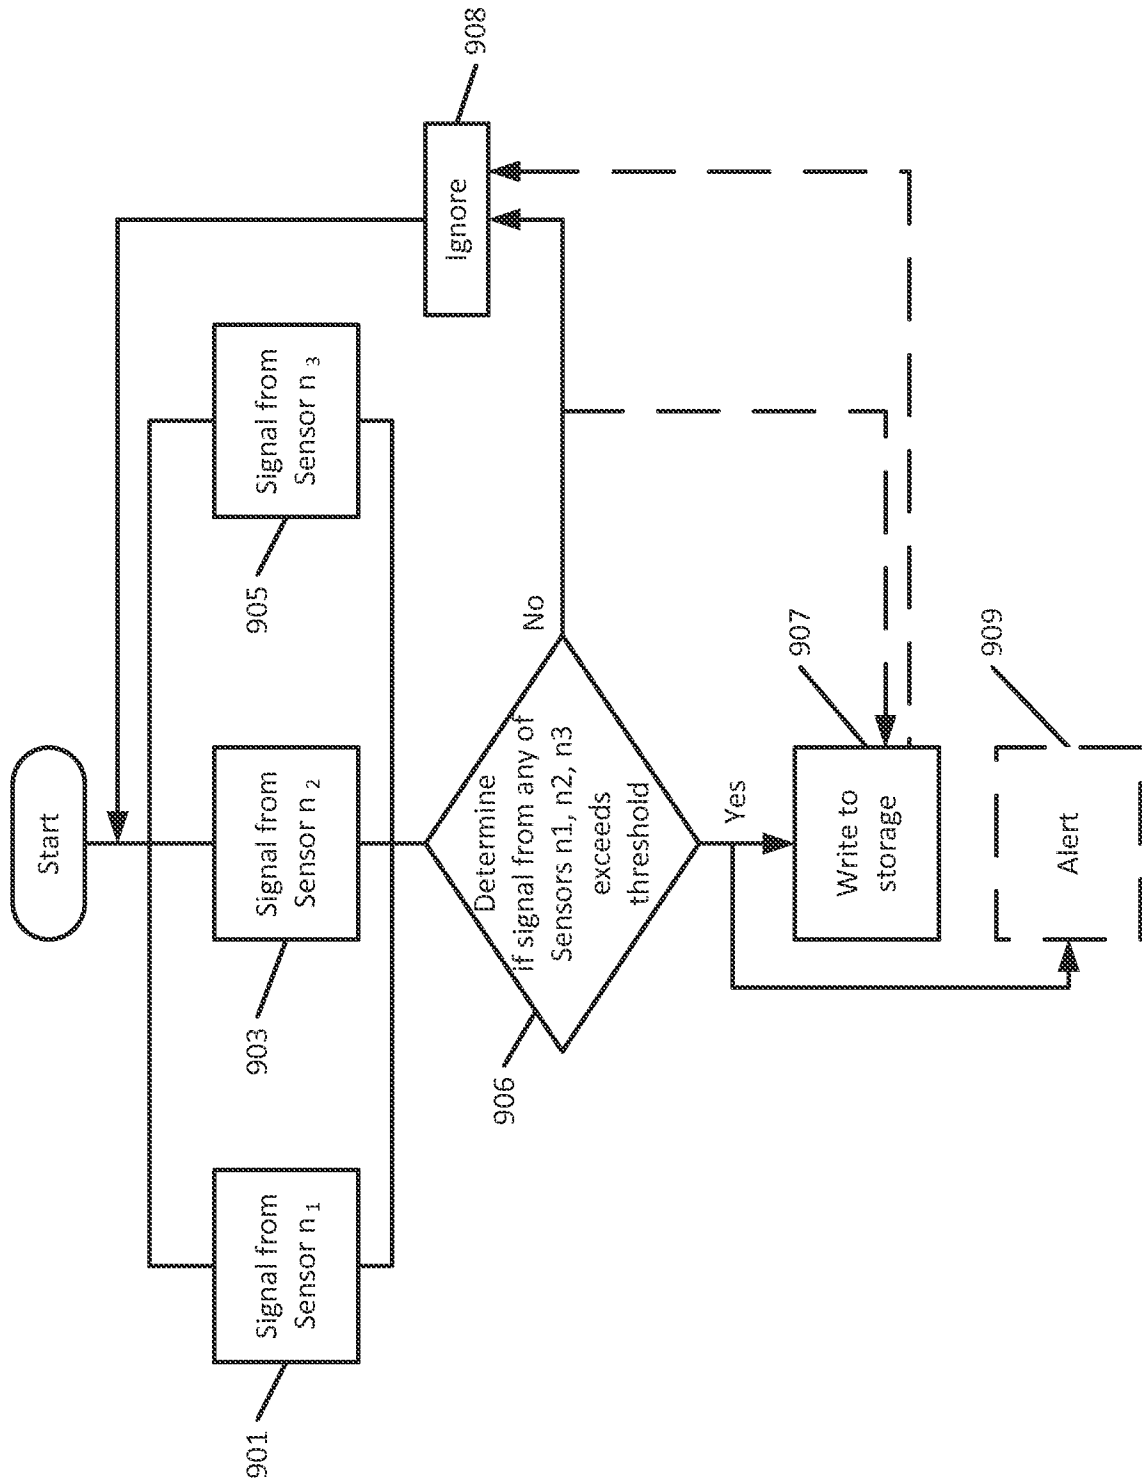 Start
Signal from
Sensor n 1
901
Signal from
Sensor n 2
903
Signal from
Sensor n 3
905
Determine
if signal from any of
Sensors n1, n2, n3
exceeds
threshold
906
No
Ignore
908
Yes
Write to
storage
907
Alert
909